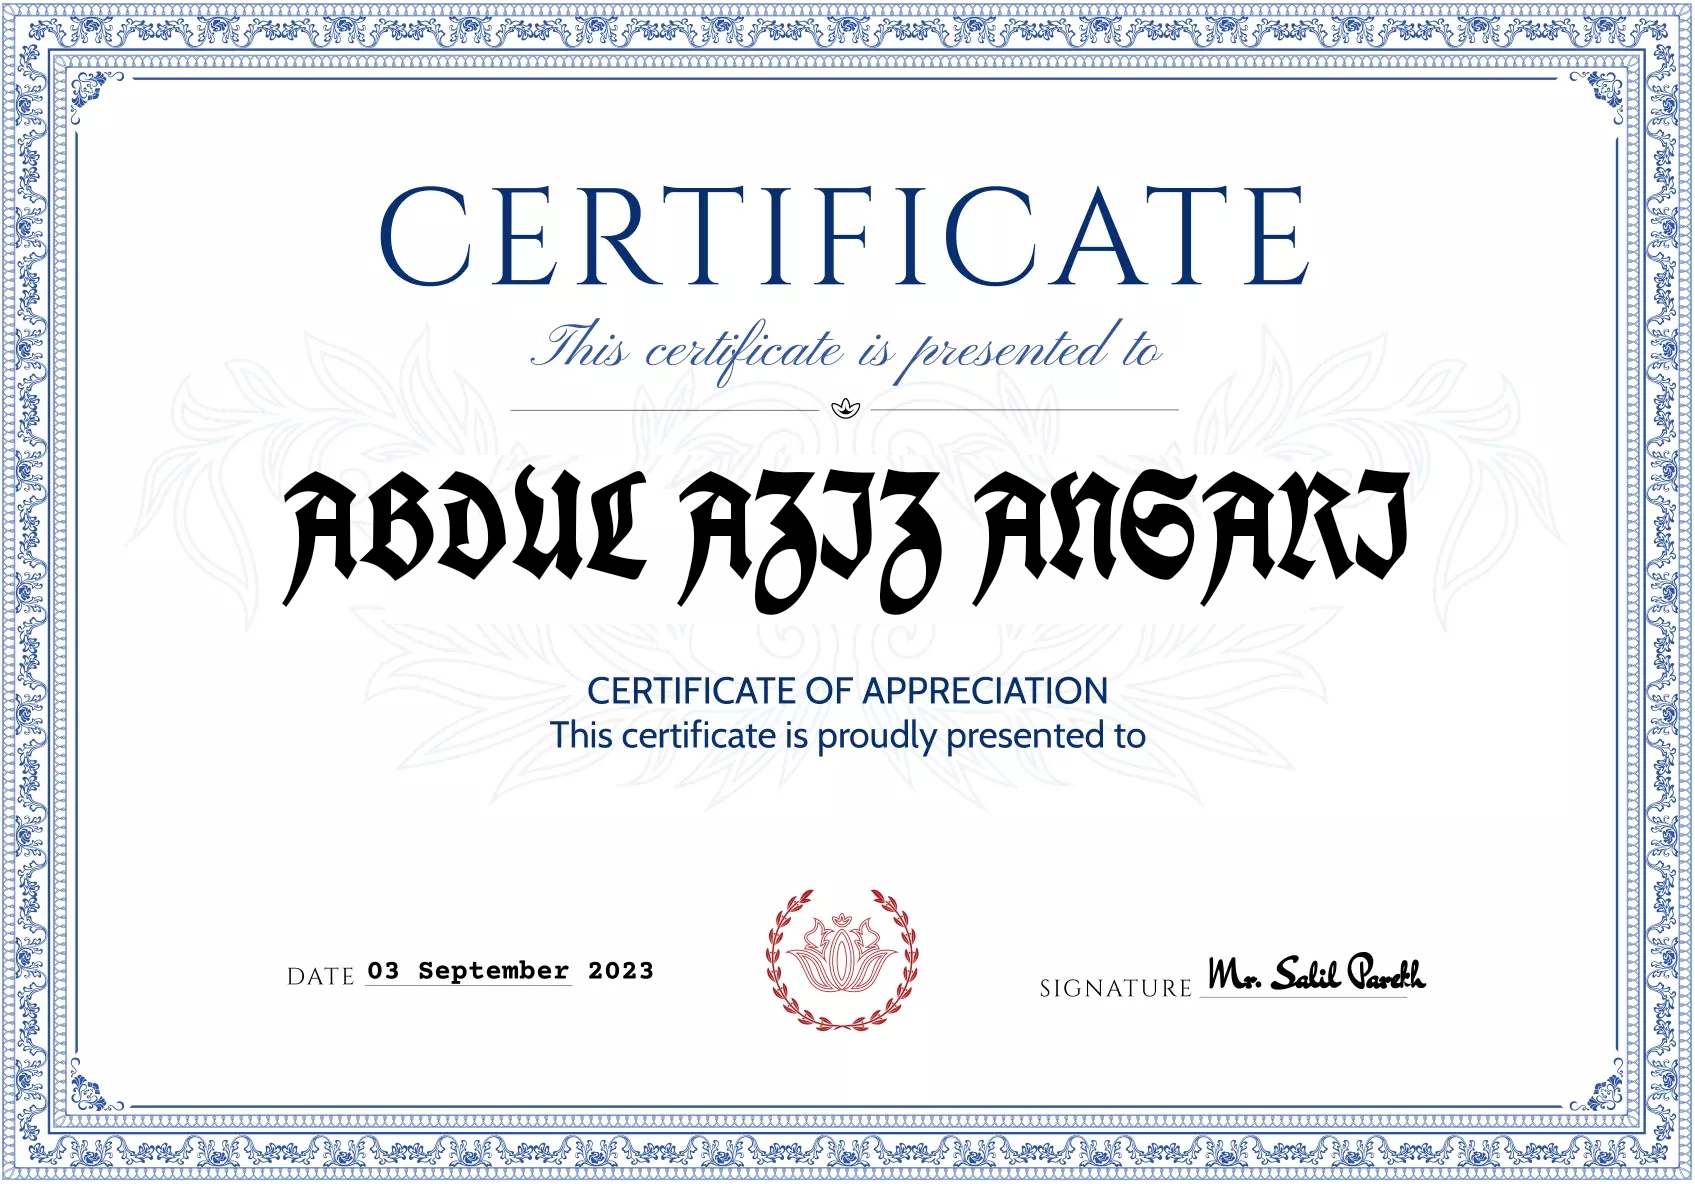 CERTIFICATE
This certificate is presented to
ABDUL AZIZ ANSARI
CERTIFICATE OF APPRECIATION
This certificate is proudly presented to
DATE 03 September 2023
SIGNATURE Mr. Salil Parekh